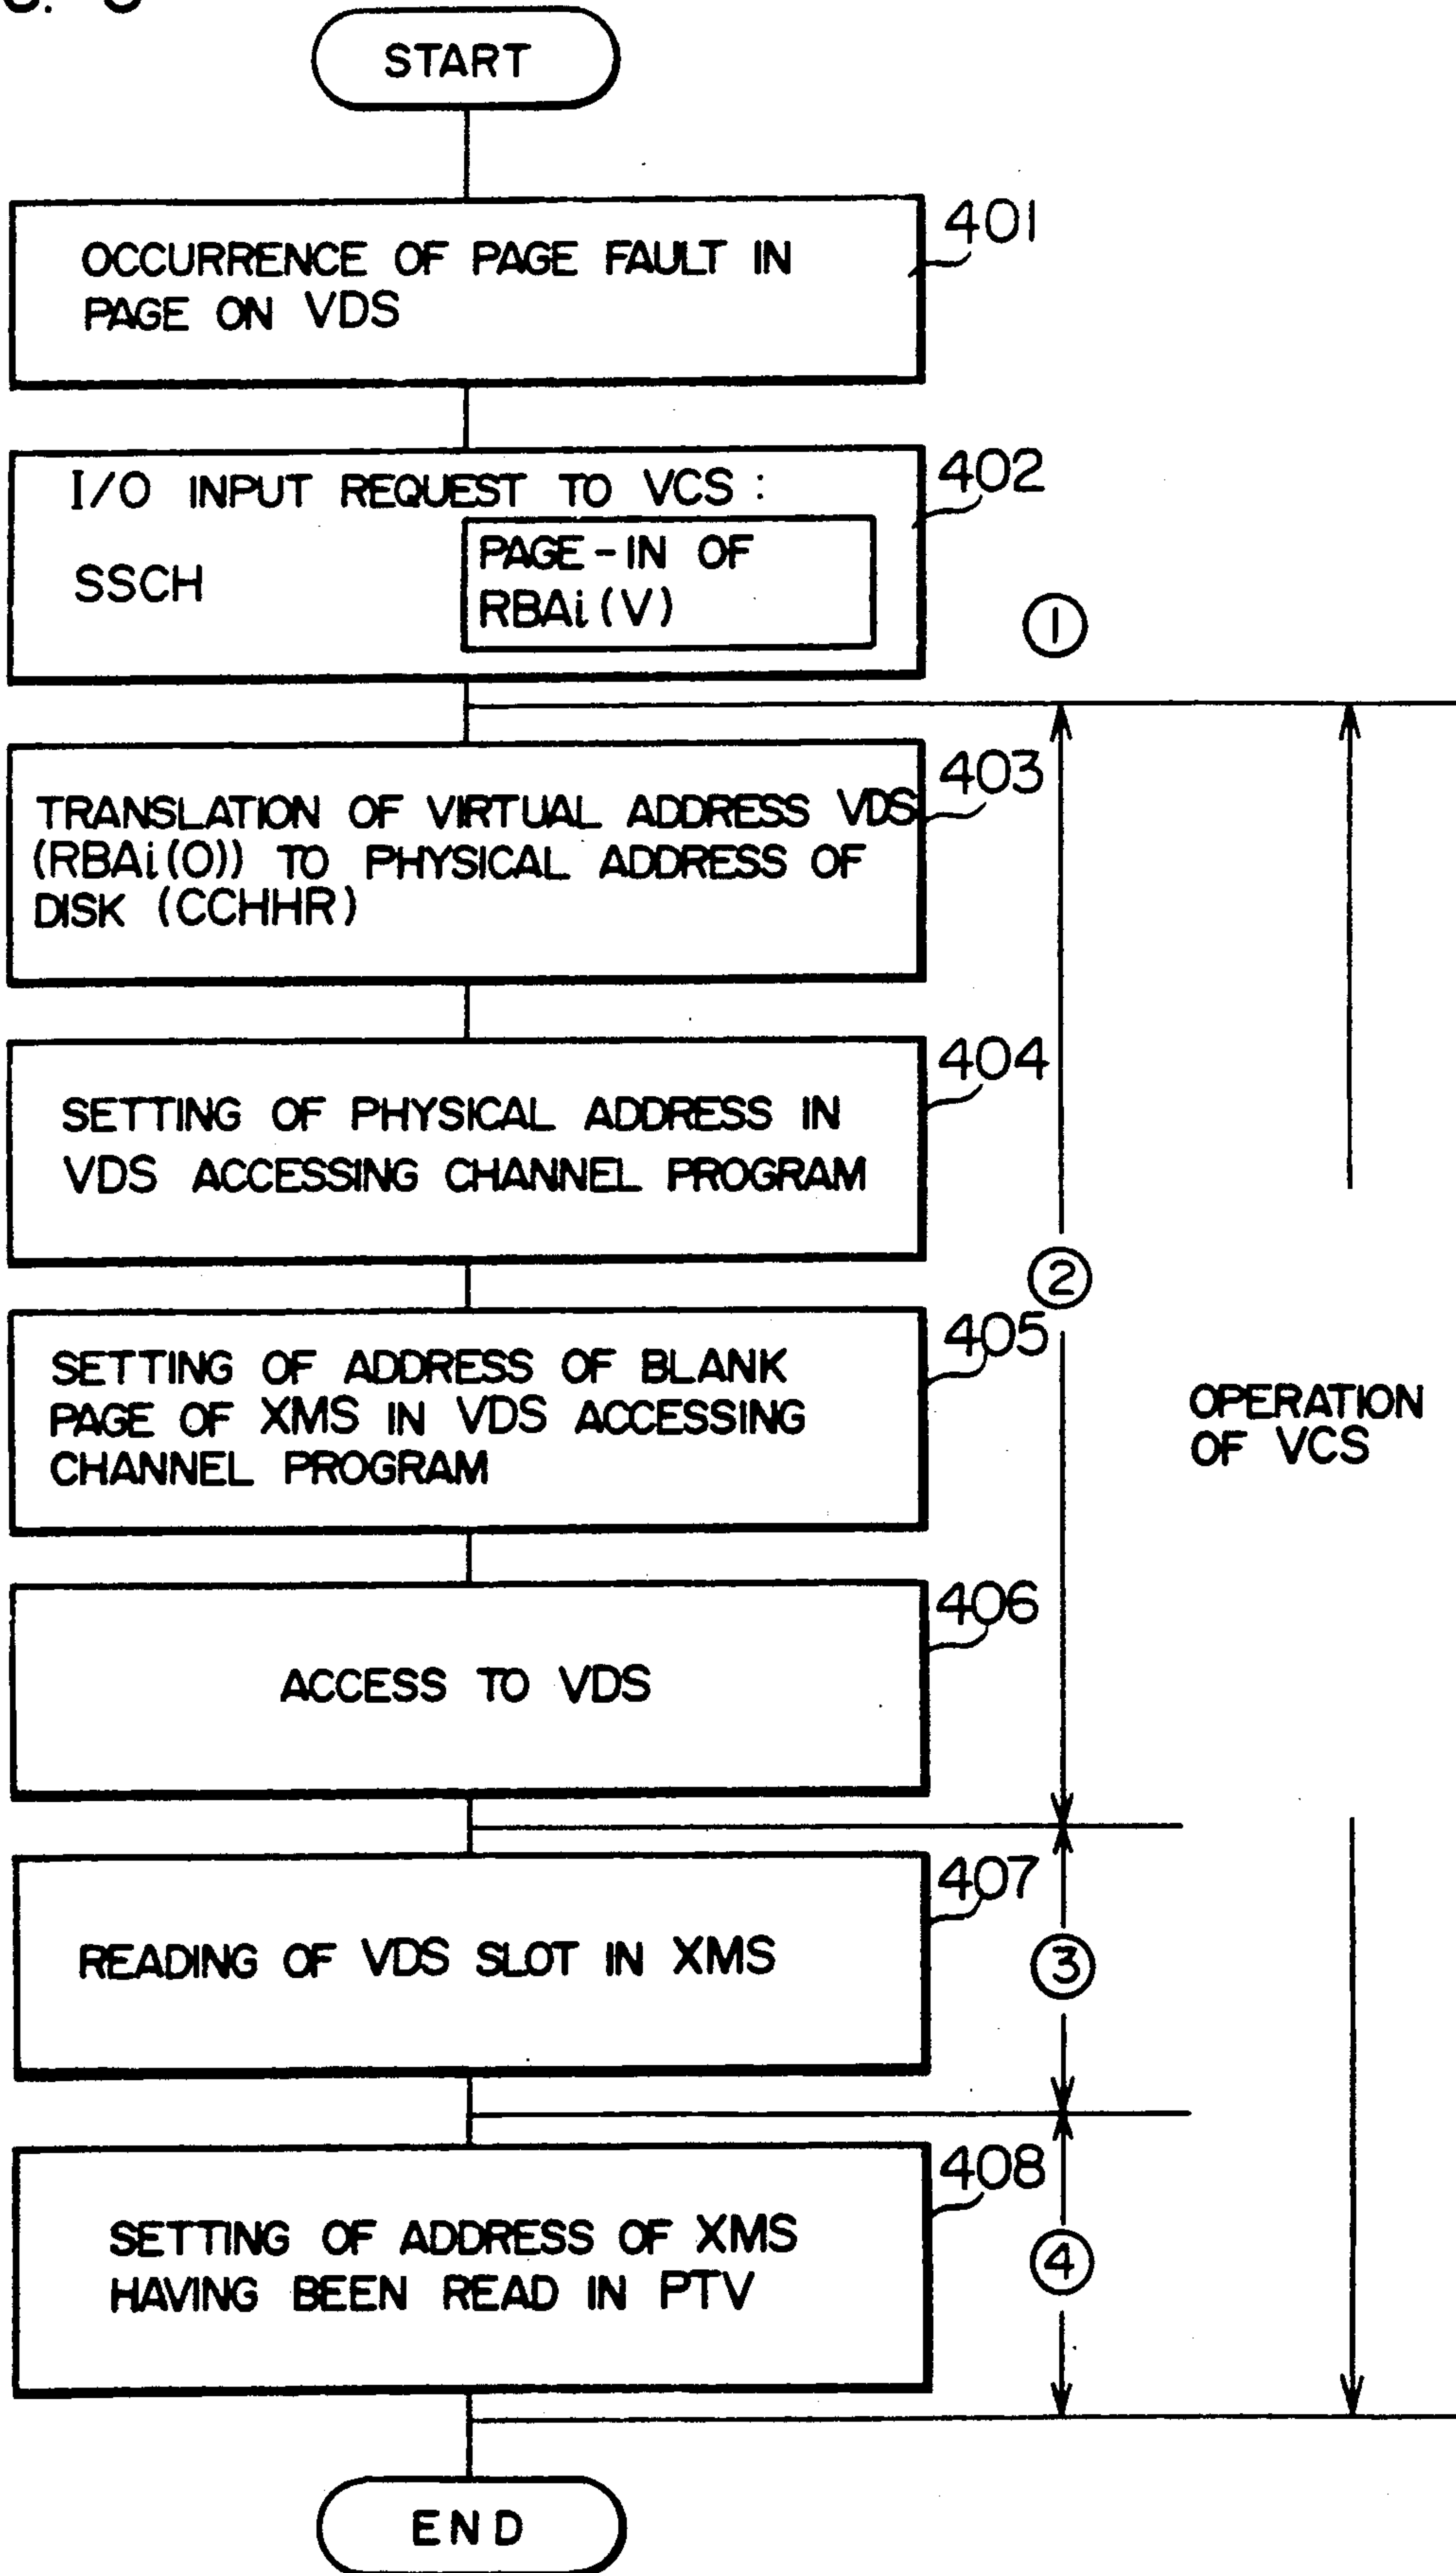 START
401
OCCURRENCE OF PAGE FAULT IN
PAGE ON VDS
402
I/O INPUT REQUEST TO VCS :
SSCH
PAGE-IN OF
RBAi(V)
①
403
TRANSLATION OF VIRTUAL ADDRESS VDS
(RBAi(0)) TO PHYSICAL ADDRESS OF
DISK (CCHHR)
404
SETTING OF PHYSICAL ADDRESS IN
VDS ACCESSING CHANNEL PROGRAM
②
405
SETTING OF ADDRESS OF BLANK
PAGE OF XMS IN VDS ACCESSING
CHANNEL PROGRAM
OPERATION
OF VCS
406
ACCESS TO VDS
407
READING OF VDS SLOT IN XMS
③
408
SETTING OF ADDRESS OF XMS
HAVING BEEN READ IN PTV
④
END